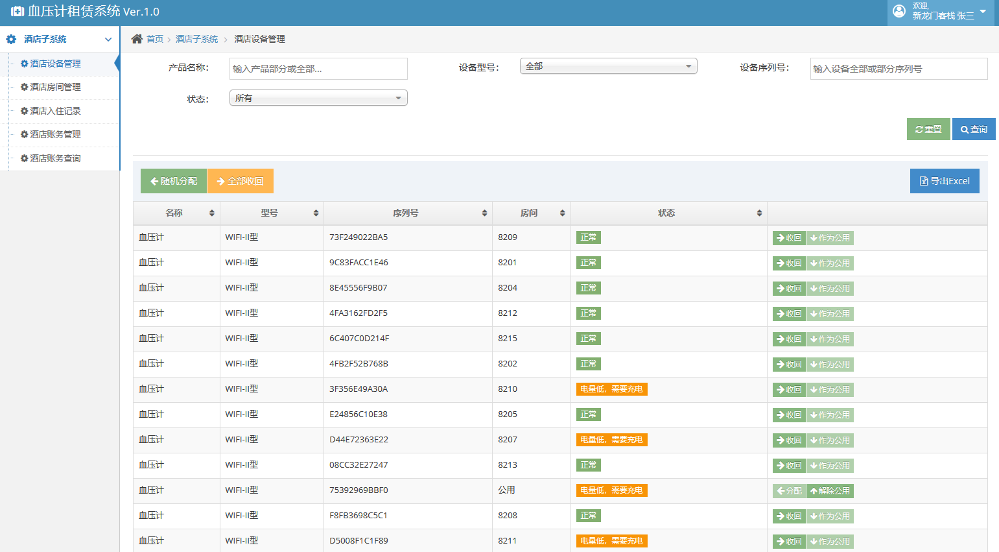 血压计租赁系统 Ver.1.0
欢迎,
新龙门客栈 张三
酒店子系统
酒店设备管理
酒店房间管理
酒店入住记录
酒店账务管理
酒店账务查询
首页 酒店子系统 酒店设备管理
产品名称： 输入产品部分或全部... 设备型号： 全部 设备序列号： 输入设备全部或部分序列号
状态： 所有
重置 查询
随机分配 全部收回 导出Excel
名称 型号 序列号 房间 状态
血压计 WIFI-II型 73F249022BA5 8209 正常 收回 作为公用
血压计 WIFI-II型 9C83FACC1E46 8201 正常 收回 作为公用
血压计 WIFI-II型 8E45556F9B07 8204 正常 收回 作为公用
血压计 WIFI-II型 4FA3162FD2F5 8212 正常 收回 作为公用
血压计 WIFI-II型 6C407C0D214F 8215 正常 收回 作为公用
血压计 WIFI-II型 4FB2F52B768B 8202 正常 收回 作为公用
血压计 WIFI-II型 3F356E49A30A 8210 电量低，需要充电 收回 作为公用
血压计 WIFI-II型 E24856C10E38 8205 正常 收回 作为公用
血压计 WIFI-II型 D44E72363E22 8207 电量低，需要充电 收回 作为公用
血压计 WIFI-II型 08CC32E27247 8213 正常 收回 作为公用
血压计 WIFI-II型 75392969BBF0 公用 电量低，需要充电 分配 解除公用
血压计 WIFI-II型 F8FB3698C5C1 8208 正常 收回 作为公用
血压计 WIFI-II型 D5008F1C1F89 8211 电量低，需要充电 收回 作为公用